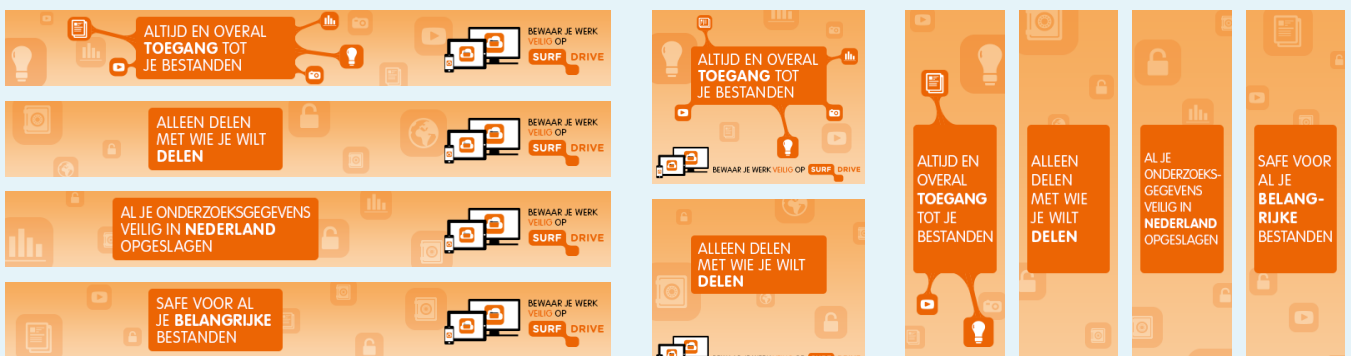 ALTIJD EN OVERAL
TOEGANG TOT
JE BESTANDEN
BEWAAR JE WERK
VEILIG OP
SURF DRIVE
ALLEEN DELEN
MET WIE JE WILT
DELEN
BEWAAR JE WERK
VEILIG OP
SURF DRIVE
AL JE ONDERZOEKSGEGEVENS
VEILIG IN NEDERLAND
OPGESLAGEN
BEWAAR JE WERK
VEILIG OP
SURF DRIVE
SAFE VOOR AL
JE BELANGRIJKE
BESTANDEN
BEWAAR JE WERK
VEILIG OP
SURF DRIVE
ALTIJD EN OVERAL
TOEGANG TOT
JE BESTANDEN
BEWAAR JE WERK VEILIG OP SURF DRIVE
ALLEEN DELEN
MET WIE JE WILT
DELEN
ALTIJD EN
OVERAL
TOEGANG
TOT JE
BESTANDEN
ALLEEN
DELEN
MET WIE
JE WILT
DELEN
AL JE
ONDERZOEKS-
GEGEVENS
VEILIG IN
NEDERLAND
OPGESLAGEN
SAFE VOOR
AL JE
BELANG-
RIJKE
BESTANDEN